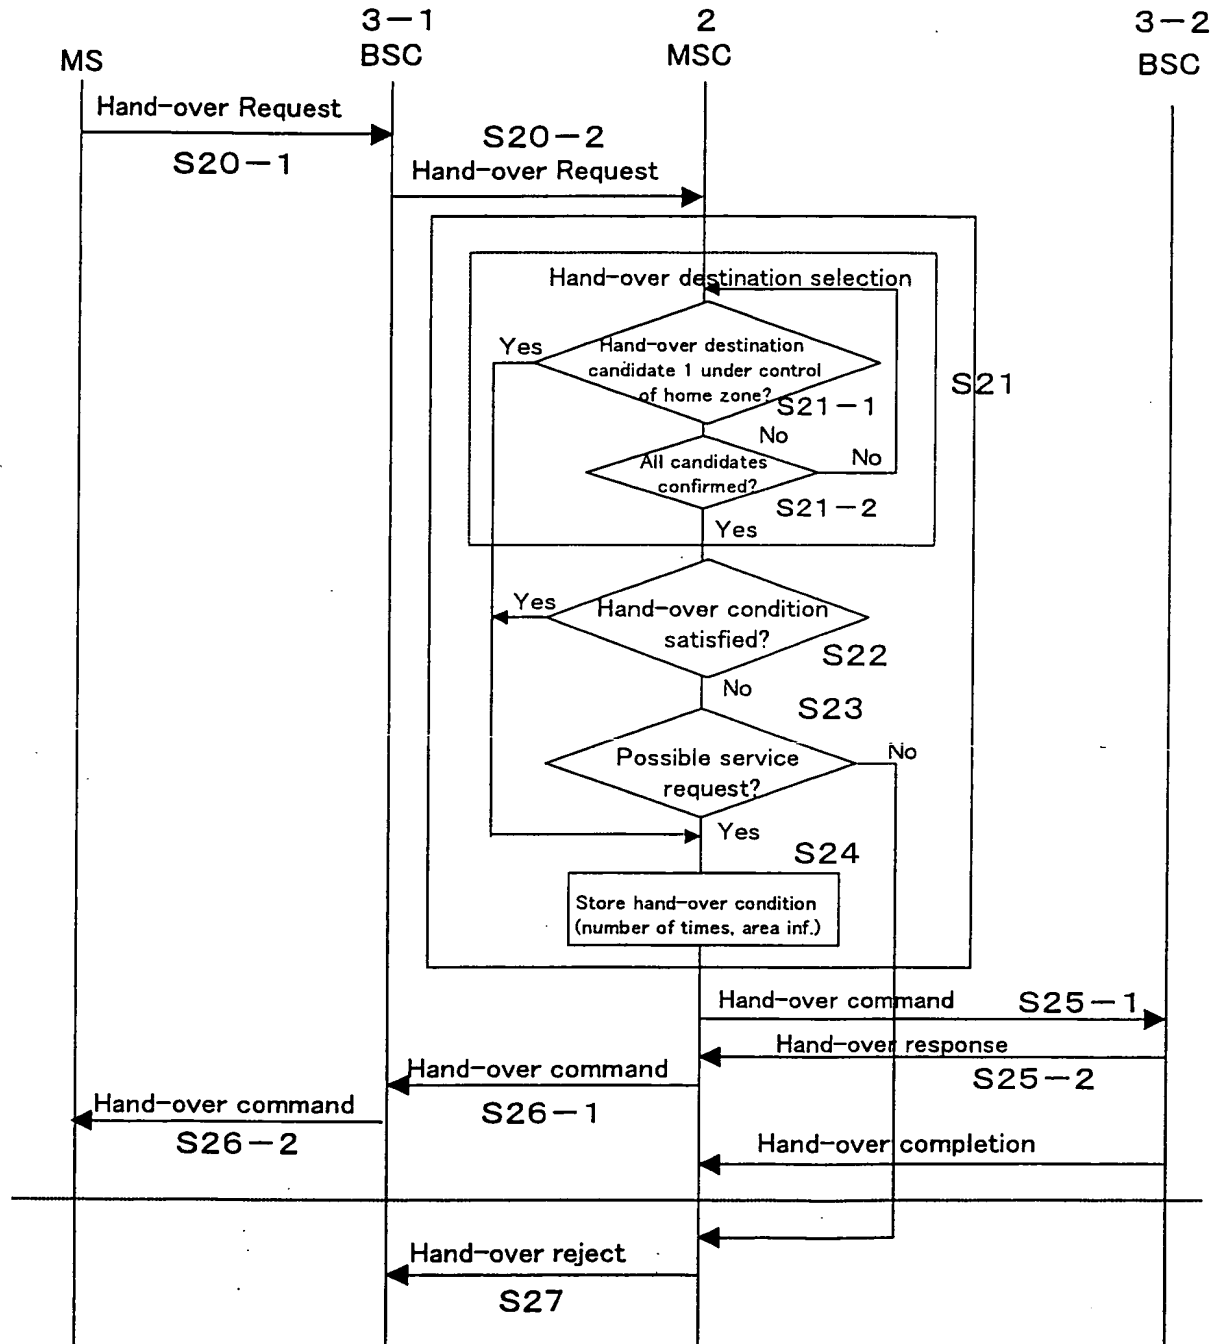 3-1
2
3-2
MS
BSC
MSC
BSC
Hand-over Request
S20-1
S20-2
Hand-over Request
Hand-over destination selection
Yes
Hand-over destination
candidate 1 under control
of home zone?
S21-1
S21
No
All candidates
confirmed?
No
S21-2
Yes
Yes
Hand-over condition
satisfied?
S22
No
S23
Possible service
request?
No
Yes
S24
Store hand-over condition
(number of times, area inf.)
Hand-over command
S25-1
Hand-over response
S25-2
Hand-over command
S26-1
Hand-over command
S26-2
Hand-over completion
Hand-over reject
S27